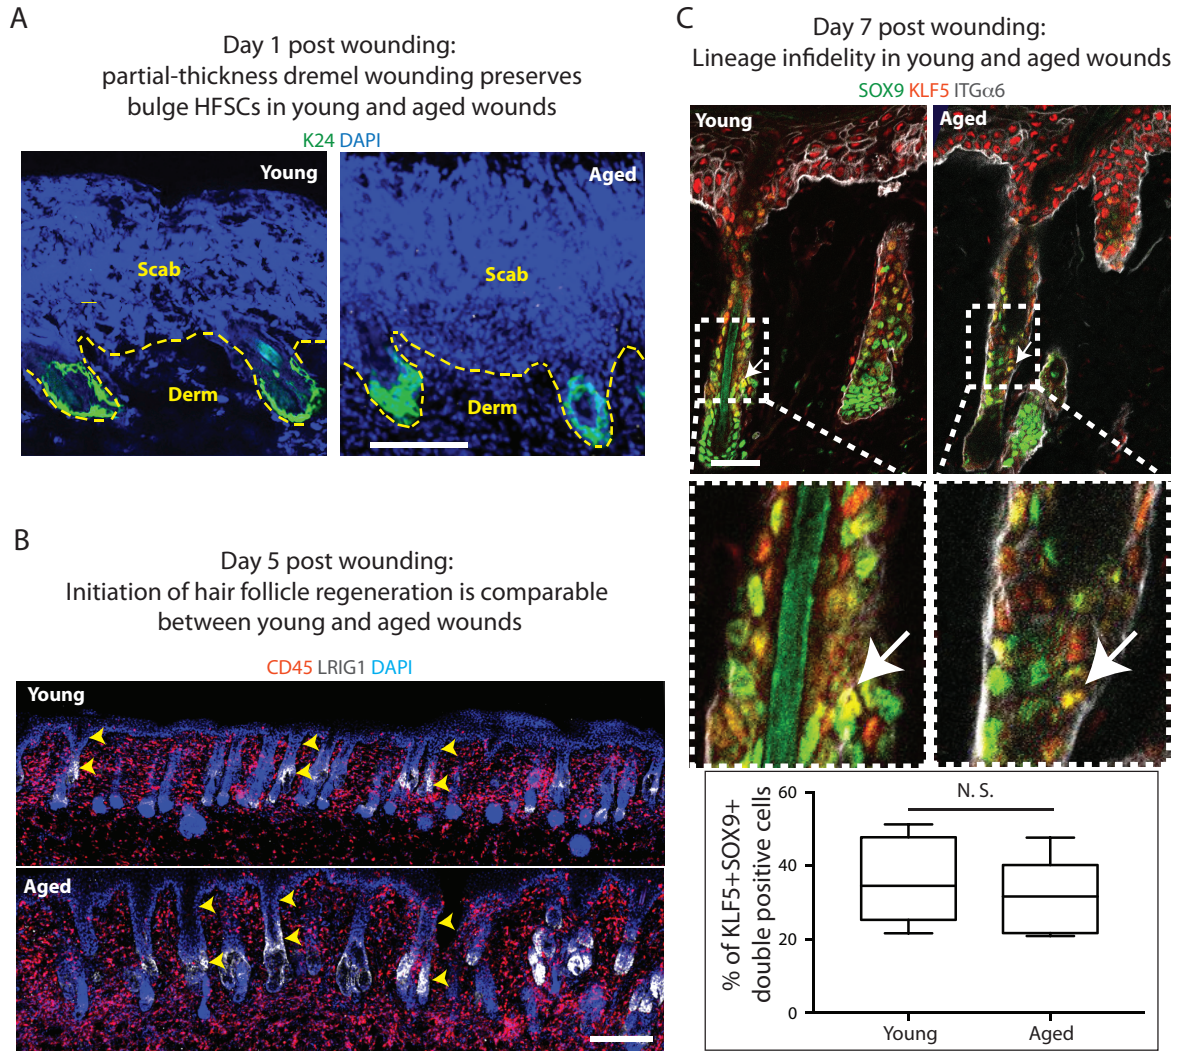 A
Day 1 post wounding:
partial-thickness dremel wounding preserves
bulge HFSCs in young and aged wounds
K24 DAPI
Young
Scab
Derm
Aged
Scab
Derm
B
Day 5 post wounding:
Initiation of hair follicle regeneration is comparable
between young and aged wounds
CD45 LRIG1 DAPI
Young
Aged
C
Day 7 post wounding:
Lineage infidelity in young and aged wounds
SOX9 KLF5 ITGα6
Young
Aged
% of KLF5+SOX9+
double positive cells
60
40
20
0
N. S.
Young
Aged